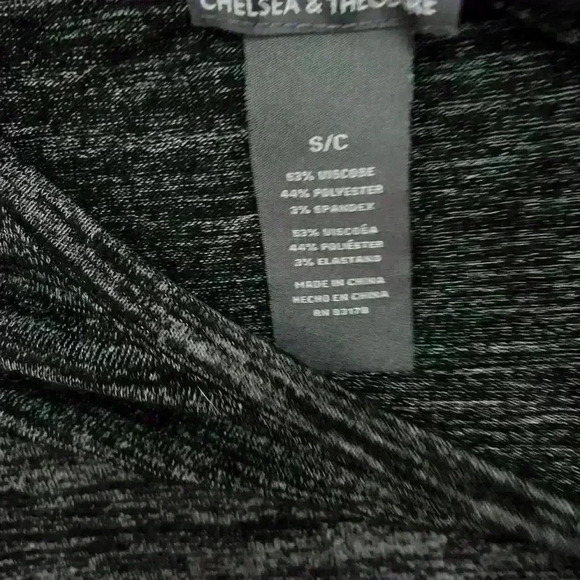 CHELSEA & THEODORE
S/C
53% VISCOSE
44% POLYESTER
3% SPANDEX
53% VISCOSA
44% POLIÉSTER
3% ELASTANO
MADE IN CHINA
HECHO EN CHINA
RN 93178